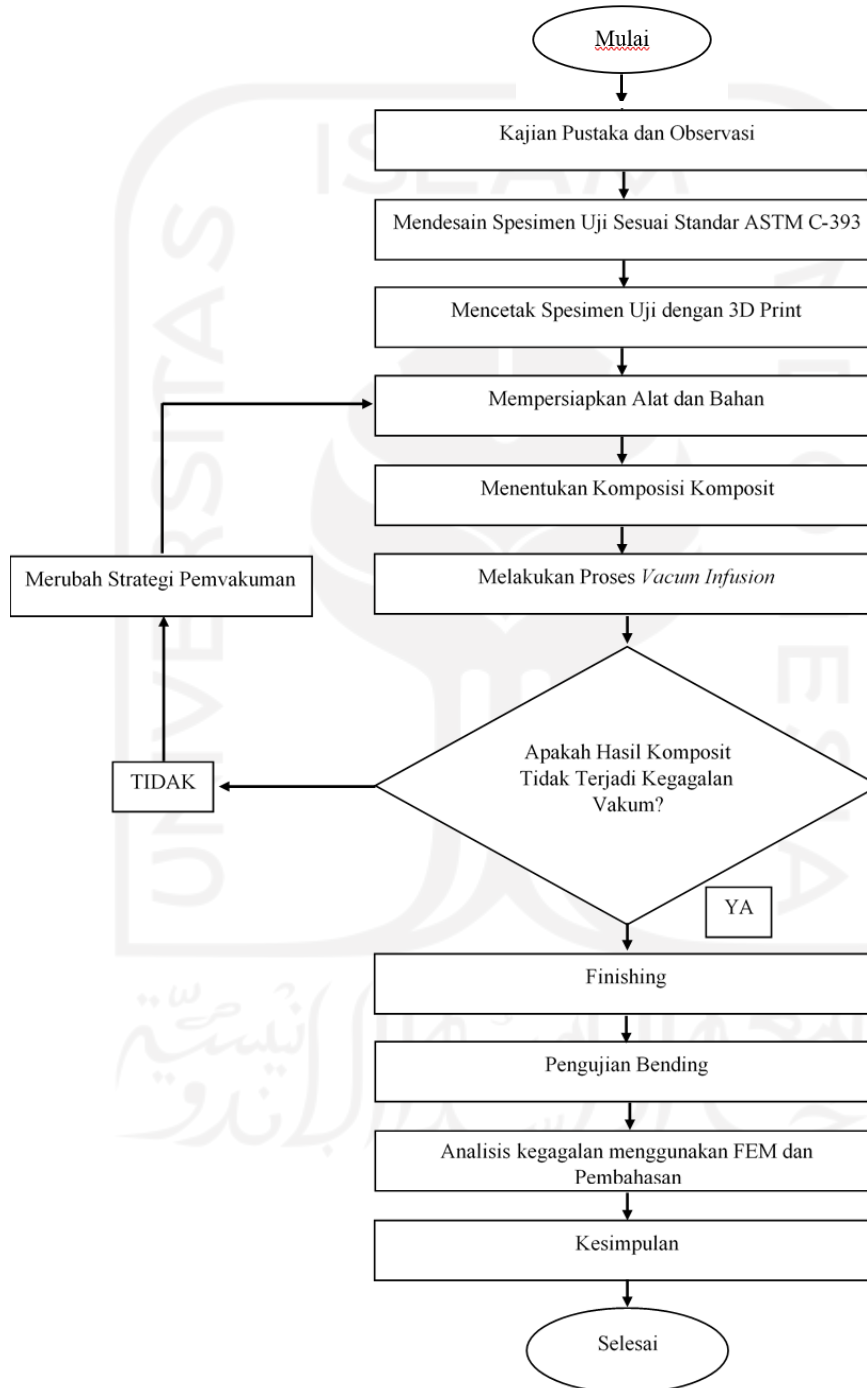 Mulai
Kajian Pustaka dan Observasi
Mendesain Spesimen Uji Sesuai Standar ASTM C-393
Mencetak Spesimen Uji dengan 3D Print
Mempersiapkan Alat dan Bahan
Menentukan Komposisi Komposit
Merubah Strategi Pemvakuman
Melakukan Proses Vacum Infusion
Apakah Hasil Komposit
Tidak Terjadi Kegagalan
Vakum?
TIDAK
YA
Finishing
Pengujian Bending
Analisis kegagalan menggunakan FEM dan
Pembahasan
Kesimpulan
Selesai
UNIVERSITAS
ISLAM